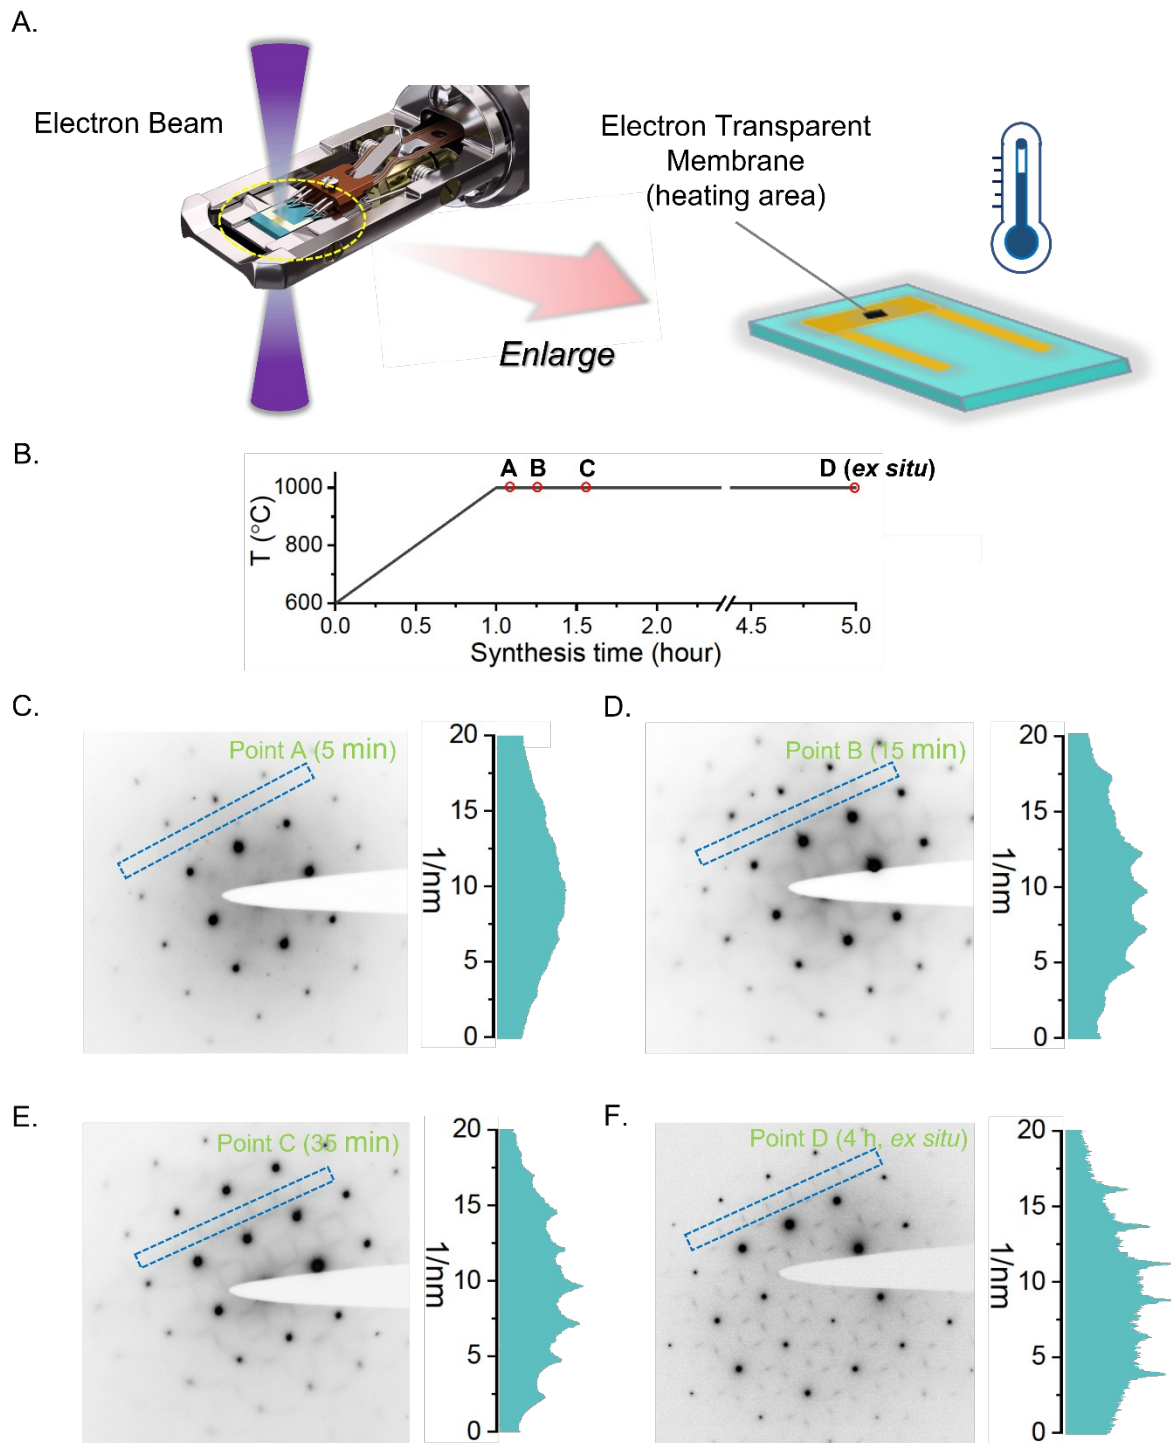 A.
Electron Beam
Electron Transparent
Membrane
(heating area)
Enlarge
B.
A B C D (ex situ)
1000
800
600
T (°C)
0.0 0.5 1.0 1.5 2.0 4.5 5.0
Synthesis time (hour)
C.
Point A (5 min)
20
15
10
5
0
1/nm
D.
Point B (15 min)
20
15
10
5
0
1/nm
E.
Point C (35 min)
20
15
10
5
0
1/nm
F.
Point D (4 h, ex situ)
20
15
10
5
0
1/nm